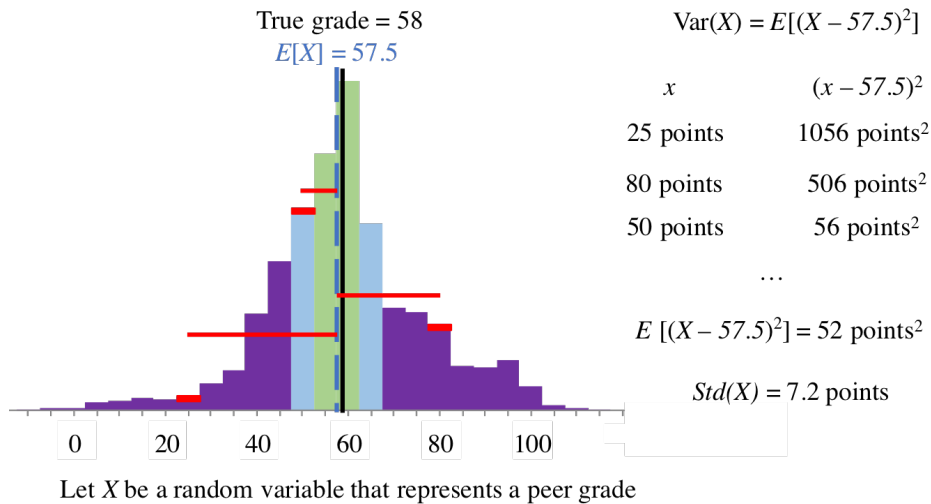 True grade = 58
E[X] = 57.5
Var(X) = E[(X – 57.5)²]
x (x – 57.5)²
25 points 1056 points²
80 points 506 points²
50 points 56 points²
…
E [(X – 57.5)²] = 52 points²
Std(X) = 7.2 points
0 20 40 60 80 100
Let X be a random variable that represents a peer grade